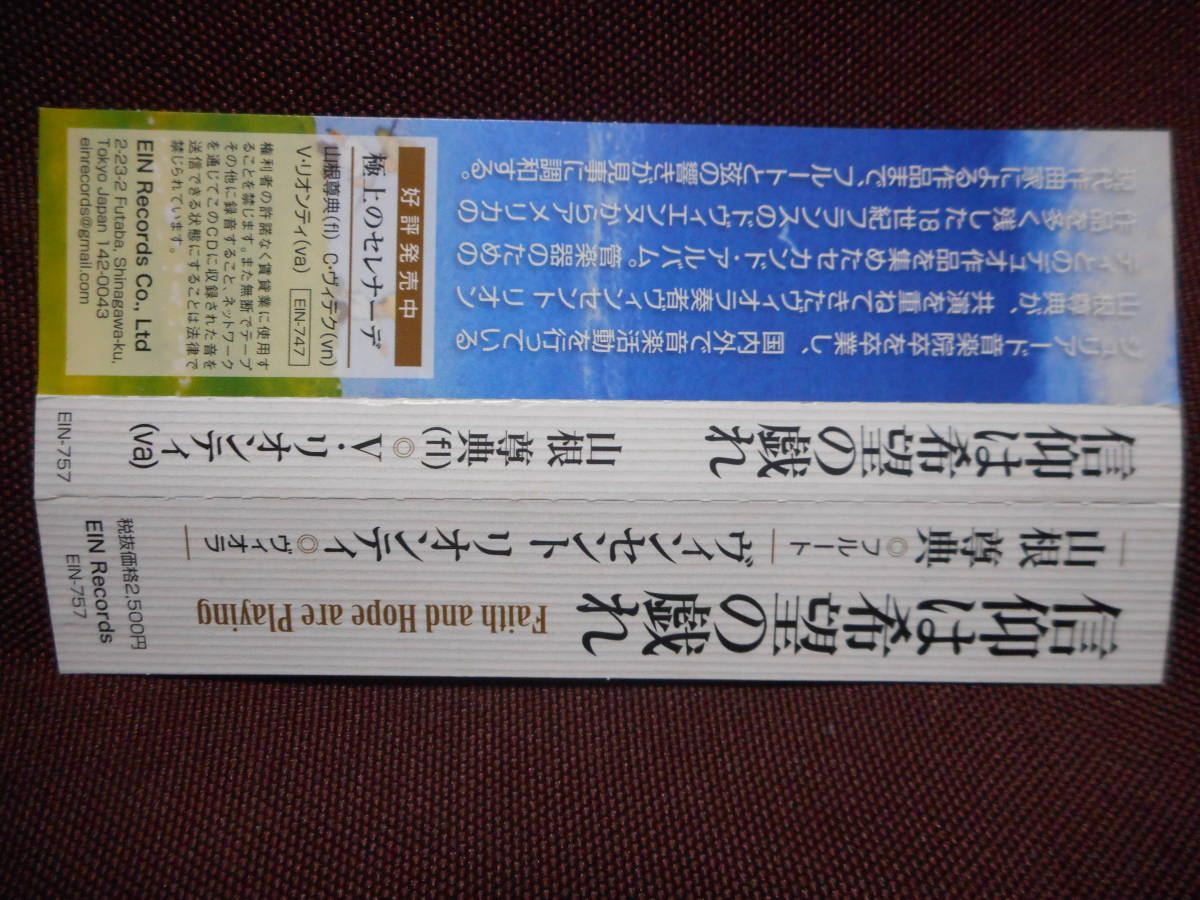 信仰は希望の戯れ
Faith and Hope are Playing
山根 尊典
フルート
◎
ヴィンセント リオンティ
ヴィオラ
税抜価格2,500円
EIN Records
EIN-757
信仰は希望の戯れ
山根 尊典
(fl)
◎
V・リオンティ
(va)
EIN-757
ジュリアード音楽院卒を卒業し、国内外で音楽活動を行っている
山根尊典が、共演を重ねてきたヴィオラ奏者ヴィンセント リオン
ティとのデュオ作品を集めたセカンド・アルバム。管楽器のための
作品を多く残した18世紀フランスのドヴィエンヌからアメリカの
現代作曲家による作品まで、フルートと弦の響きが見事に調和する。
好評発売中
極上のセレナーデ
山根尊典(fl) C・ヴィテク(vn)
V・リオンティ(va)
EIN-747
権利者の許諾なく賃貸業に使用す
ることを禁じます。また無断でテープ
その他に録音すること、ネットワーク
を通じてこのCDに収録された音を
送信できる状態にすることは法律で
禁じられています。
EIN Records Co., Ltd
2-23-2 Futaba, Shinagawa-ku,
Tokyo Japan 142-0043
einrecords@gmail.com